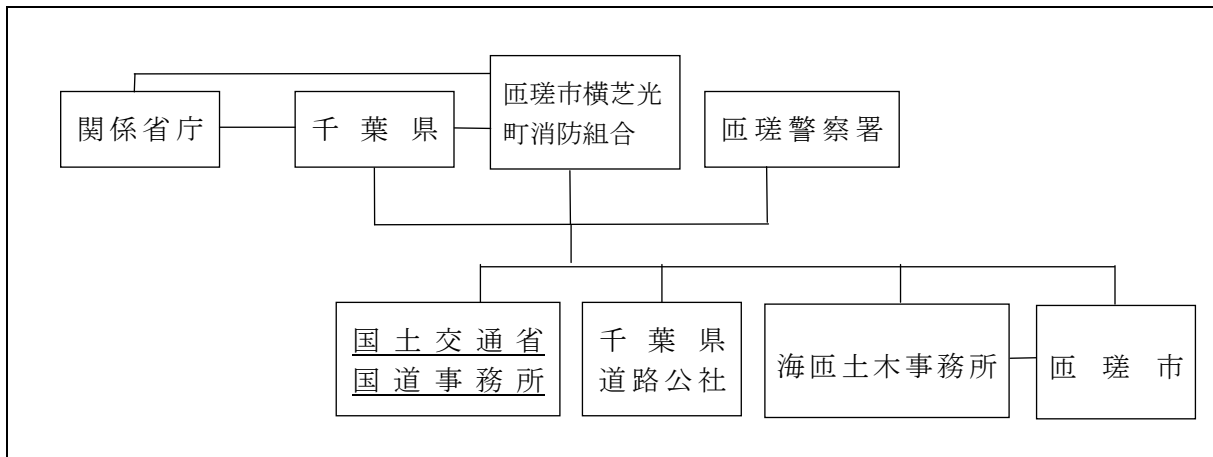 関係省庁
千葉県
匝瑳市横芝光
町消防組合
匝瑳警察署
国土交通省
国道事務所
千葉県
道路公社
海匝土木事務所
匝瑳市